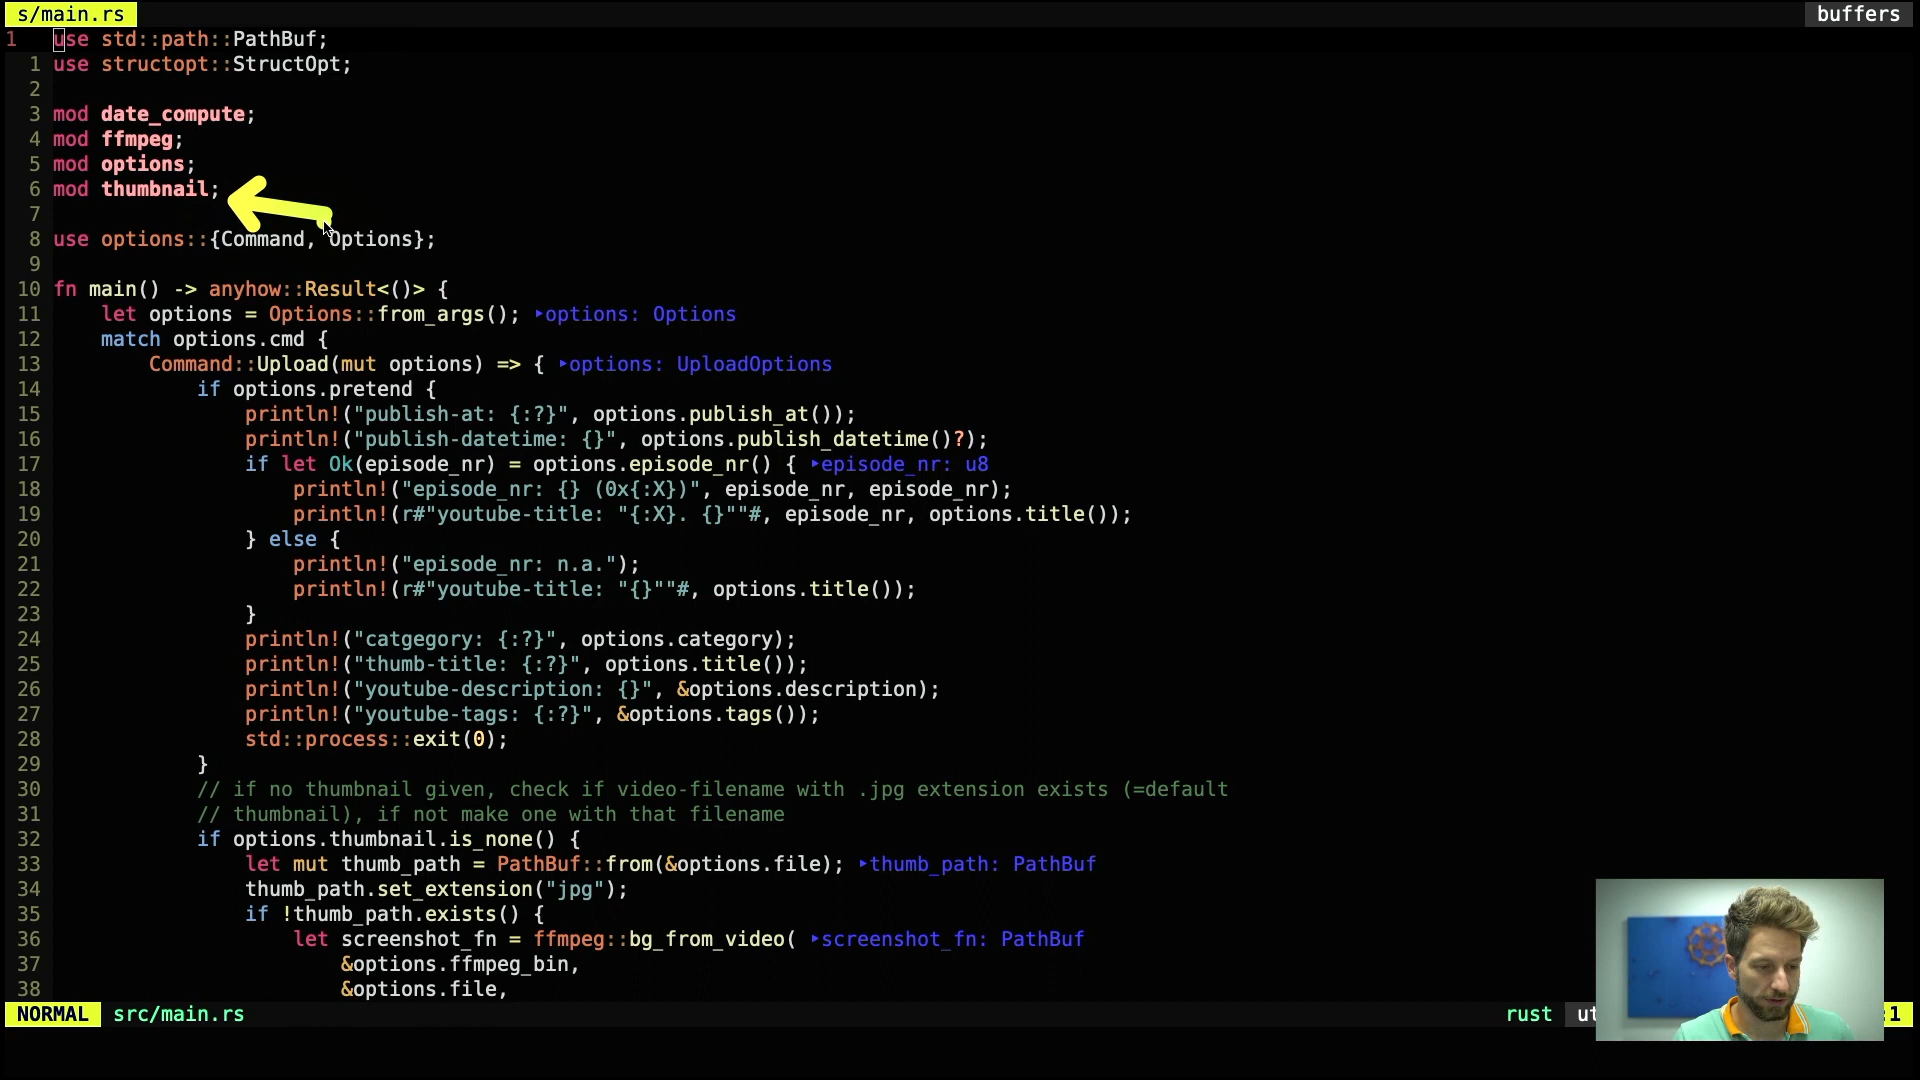 s/main.rs buffers
1 use std::path::PathBuf;
1 use structopt::StructOpt;
2
3 mod date_compute;
4 mod ffmpeg;
5 mod options;
6 mod thumbnail;
7
8 use options::{Command, Options};
9
10 fn main() -> anyhow::Result<()> {
11     let options = Options::from_args(); ‣options: Options
12     match options.cmd {
13         Command::Upload(mut options) => { ‣options: UploadOptions
14             if options.pretend {
15                 println!("publish-at: {:?}", options.publish_at());
16                 println!("publish-datetime: {}", options.publish_datetime()?);
17                 if let Ok(episode_nr) = options.episode_nr() { ‣episode_nr: u8
18                     println!("episode_nr: {} (0x{:X})", episode_nr, episode_nr);
19                     println!(r#"youtube-title: "{:X}. {}""#, episode_nr, options.title());
20                 } else {
21                     println!("episode_nr: n.a.");
22                     println!(r#"youtube-title: "{}""#, options.title());
23                 }
24                 println!("catgegory: {:?}", options.category);
25                 println!("thumb-title: {:?}", options.title());
26                 println!("youtube-description: {}", &options.description);
27                 println!("youtube-tags: {:?}", &options.tags());
28                 std::process::exit(0);
29             }
30             // if no thumbnail given, check if video-filename with .jpg extension exists (=default
31             // thumbnail), if not make one with that filename
32             if options.thumbnail.is_none() {
33                 let mut thumb_path = PathBuf::from(&options.file); ‣thumb_path: PathBuf
34                 thumb_path.set_extension("jpg");
35                 if !thumb_path.exists() {
36                     let screenshot_fn = ffmpeg::bg_from_video( ‣screenshot_fn: PathBuf
37                         &options.ffmpeg_bin,
38                         &options.file,
NORMAL src/main.rs rust ut :1